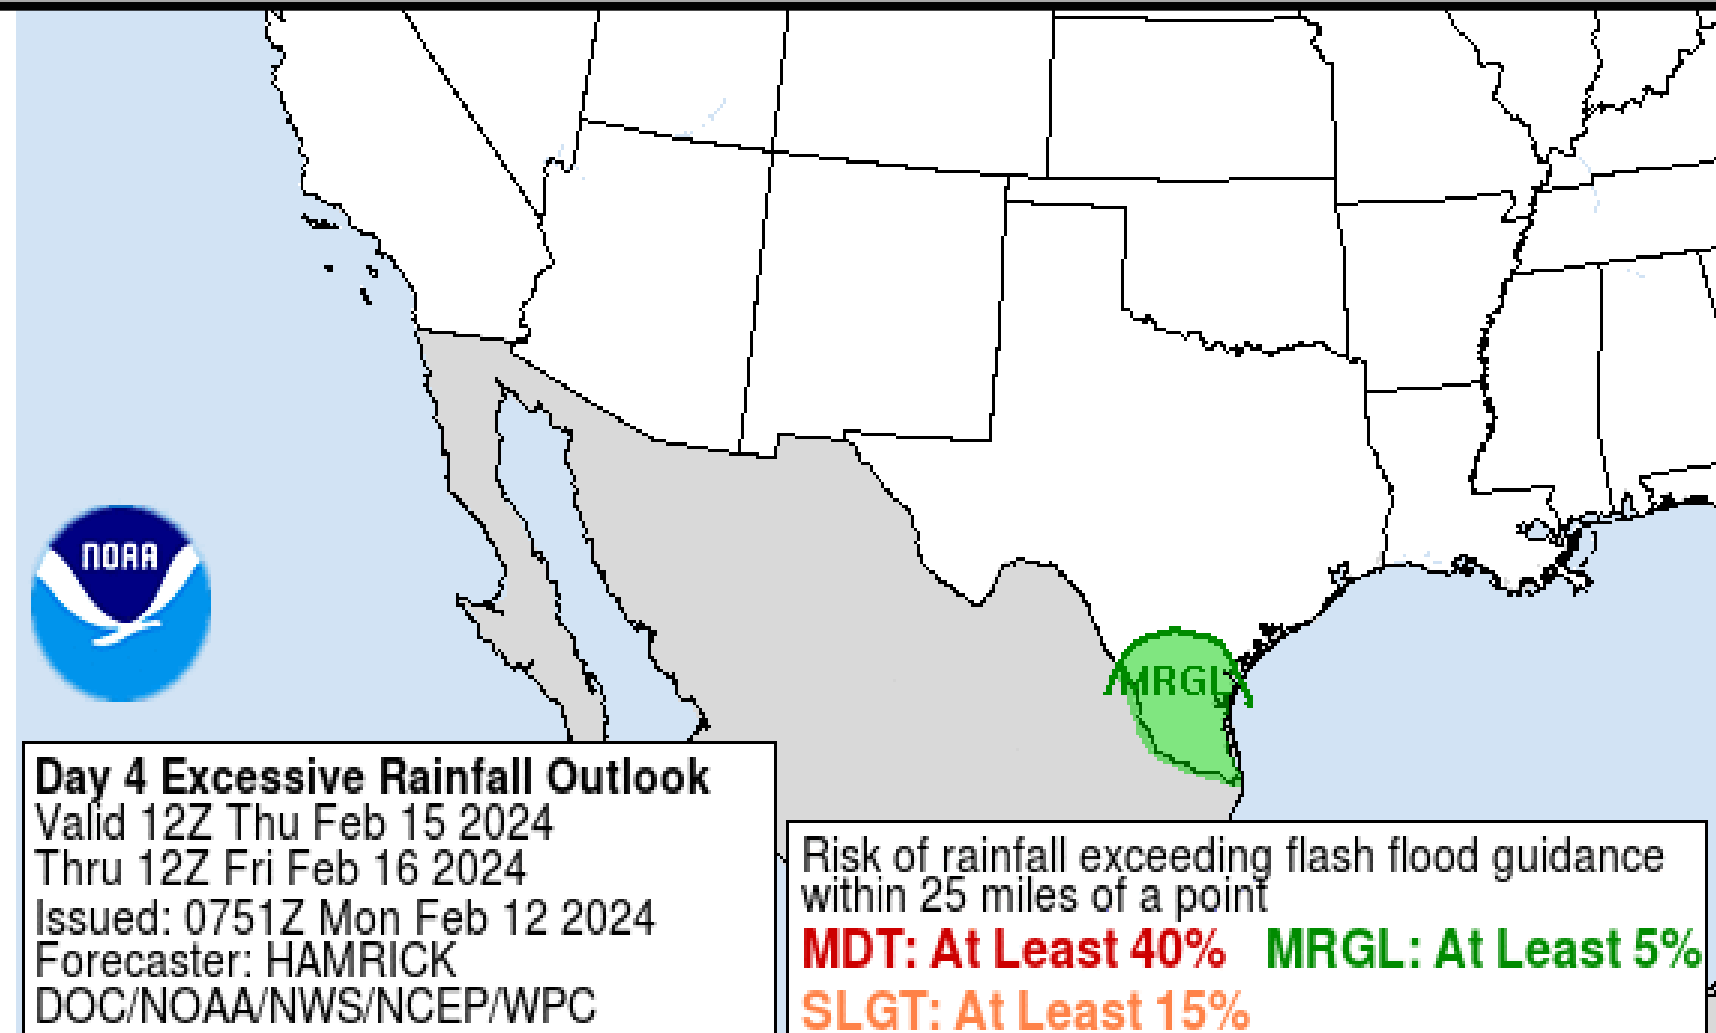 NOAA
MRGL
Day 4 Excessive Rainfall Outlook
Valid 12Z Thu Feb 15 2024
Thru 12Z Fri Feb 16 2024
Issued: 0751Z Mon Feb 12 2024
Forecaster: HAMRICK
DOC/NOAA/NWS/NCEP/WPC
Risk of rainfall exceeding flash flood guidance
within 25 miles of a point
MDT: At Least 40% MRGL: At Least 5%
SLGT: At Least 15%